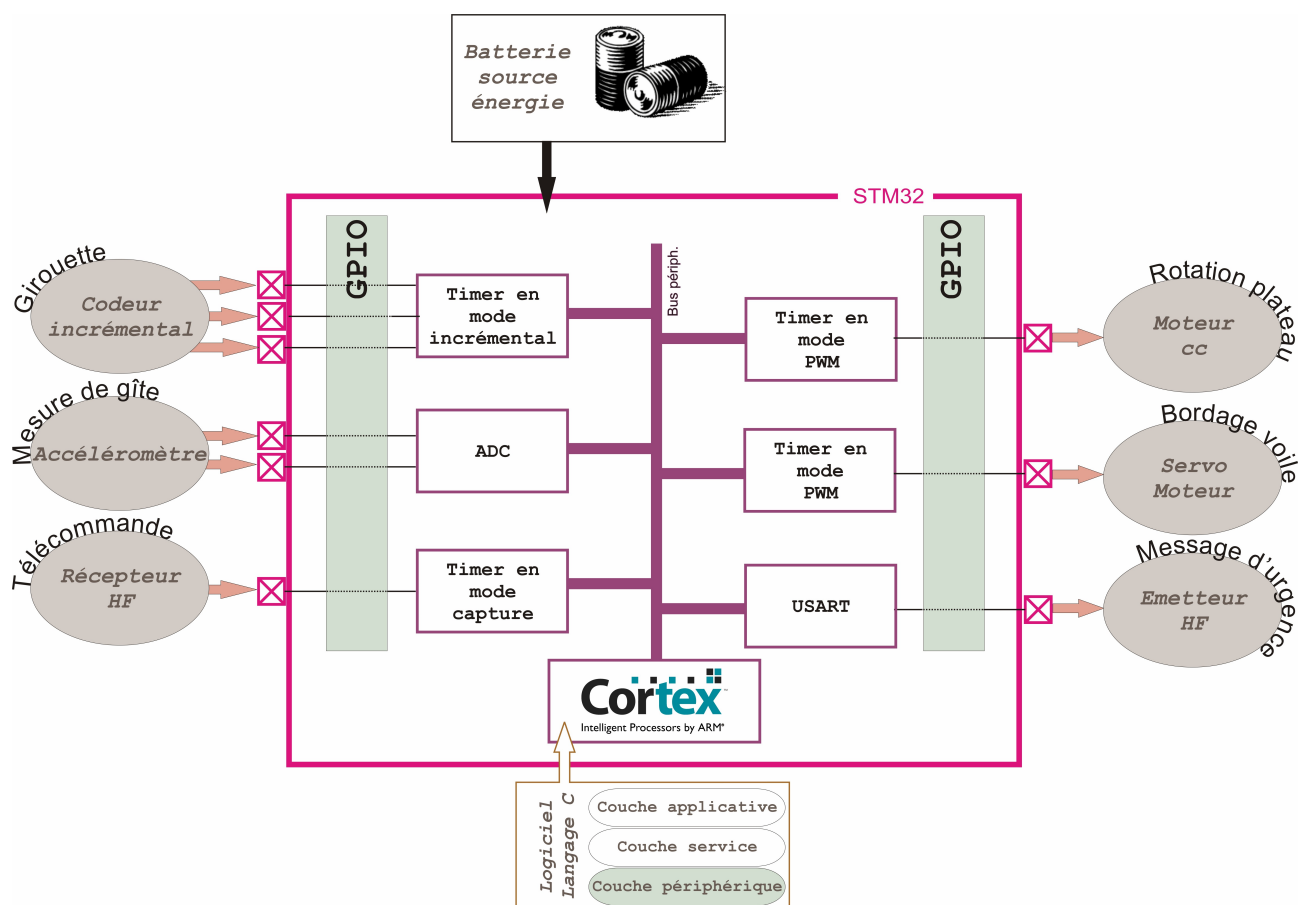 Batterie
source
énergie
STM32
GPIO
GPIO
Bus périph.
Girouette
Codeur
incrémental
Timer en
mode
incrémental
Mesure de gîte
Accéléromètre
ADC
Télécommande
Récepteur
HF
Timer en
mode
capture
Timer en
mode
PWM
Rotation plateau
Moteur
cc
Timer en
mode
PWM
Bordage voile
Servo
Moteur
USART
Message d'urgence
Emetteur
HF
Cortex
Intelligent Processors by ARM
Logiciel
Langage C
Couche applicative
Couche service
Couche périphérique